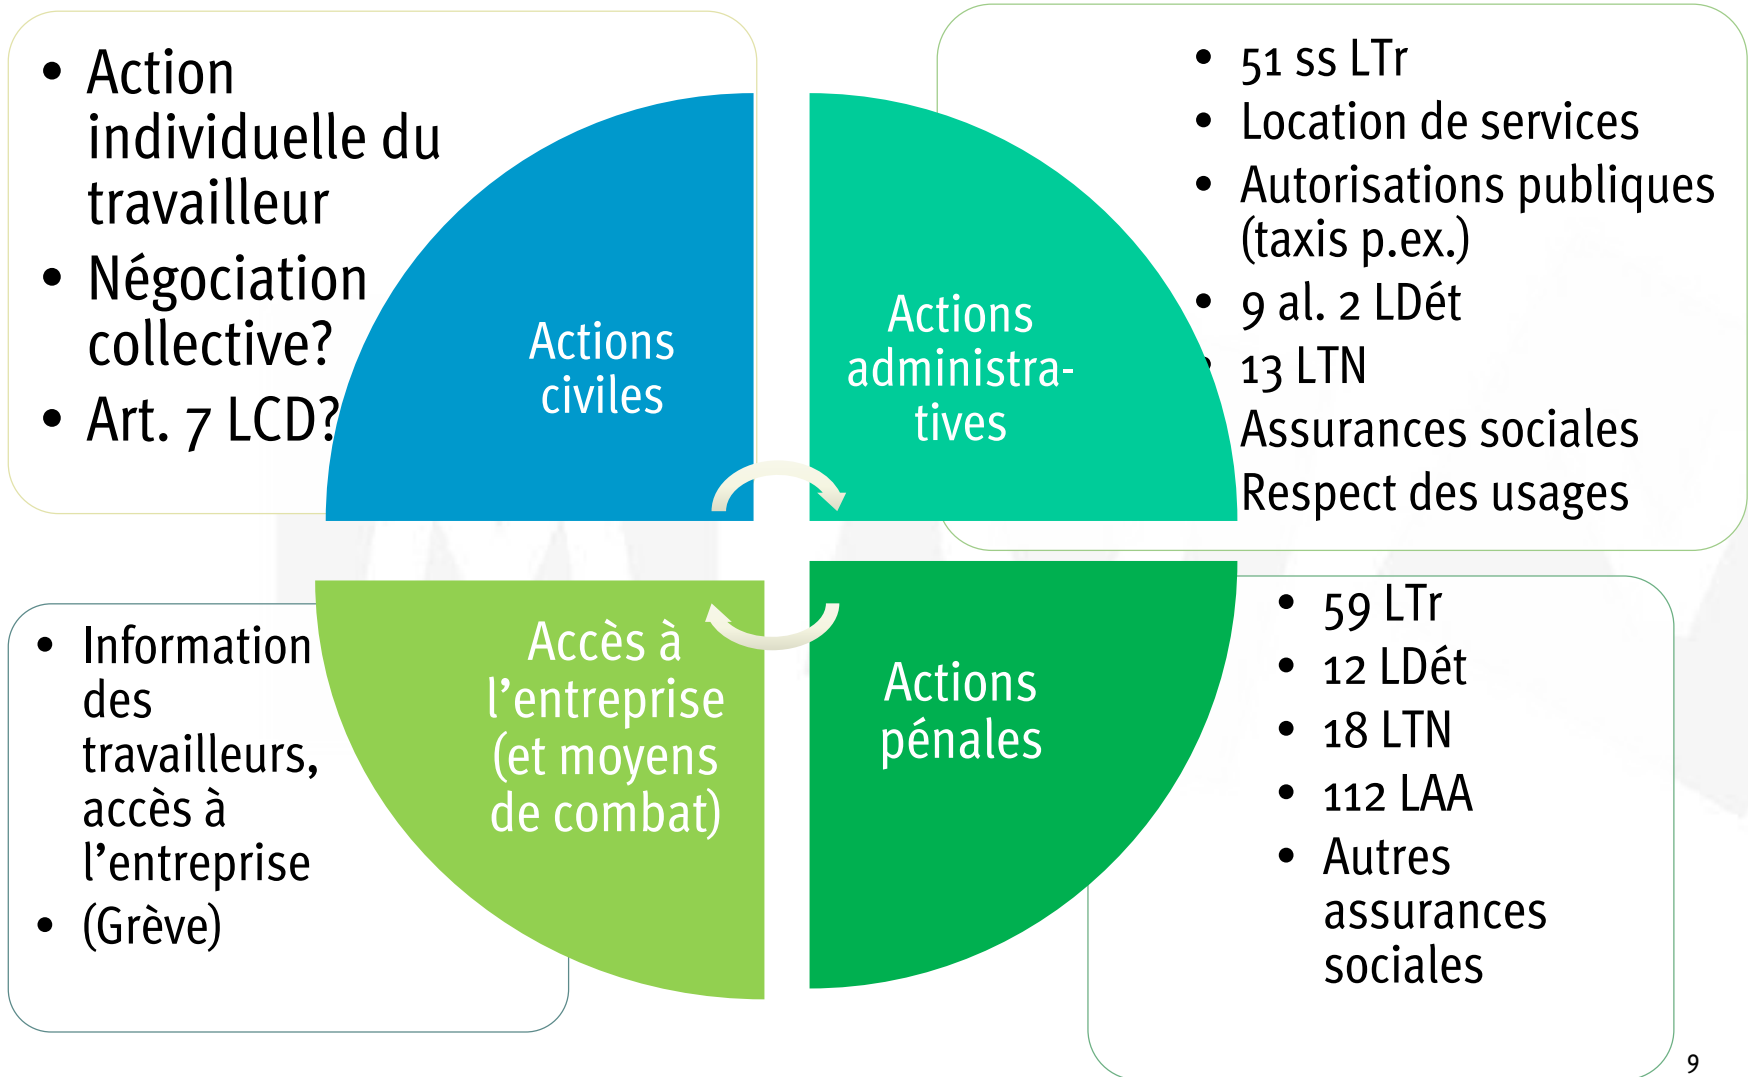 • Action
individuelle du
travailleur
• Négociation
collective?
• Art. 7 LCD?
Actions
civiles
• 51 ss LTr
• Location de services
• Autorisations publiques
(taxis p.ex.)
• 9 al. 2 LDét
• 13 LTN
Assurances sociales
Respect des usages
Actions
administra-
tives
• Information
des
travailleurs,
accès à
l’entreprise
• (Grève)
Accès à
l’entreprise
(et moyens
de combat)
Actions
pénales
• 59 LTr
• 12 LDét
• 18 LTN
• 112 LAA
• Autres
assurances
sociales
9